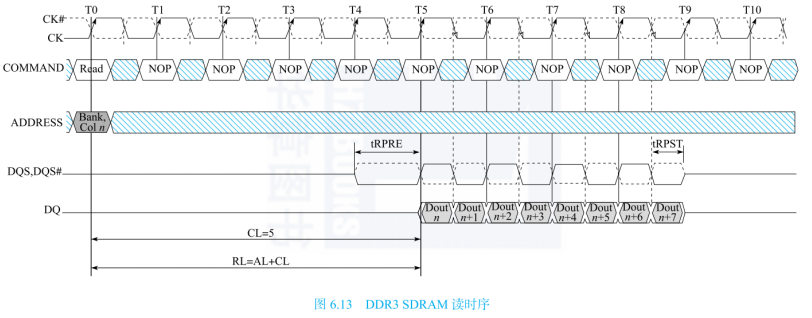 T0 T1 T2 T3 T4 T5 T6 T7 T8 T9 T10
CK#
CK
COMMAND Read NOP NOP NOP NOP NOP NOP NOP NOP NOP NOP
ADDRESS Bank, Col n
tRPRE tRPST
DQS,DQS#
DQ Dout n Dout n+1 Dout n+2 Dout n+3 Dout n+4 Dout n+5 Dout n+6 Dout n+7
CL=5
RL=AL+CL
图 6.13 DDR3 SDRAM 读时序